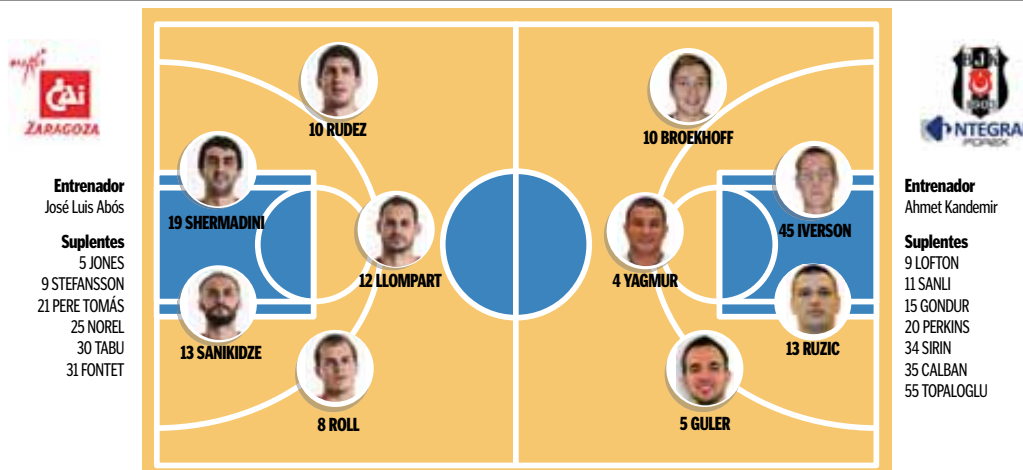 CAI
ZARAGOZA
Entrenador
José Luis Abós
Suplentes
5 JONES
9 STEFANSSON
21 PERE TOMÁS
25 NOREL
30 TABU
31 FONTET
10 RUDEZ
19 SHERMADINI
12 LLOMPART
13 SANIKIDZE
8 ROLL
10 BROEKHOFF
45 IVERSON
4 YAGMUR
13 RUZIC
5 GULER
BJK
1903
NTEGRA
FOREX
Entrenador
Ahmet Kandemir
Suplentes
9 LOFTON
11 SANLI
15 GONDUR
20 PERKINS
34 SIRIN
35 CALBAN
55 TOPALOGLU